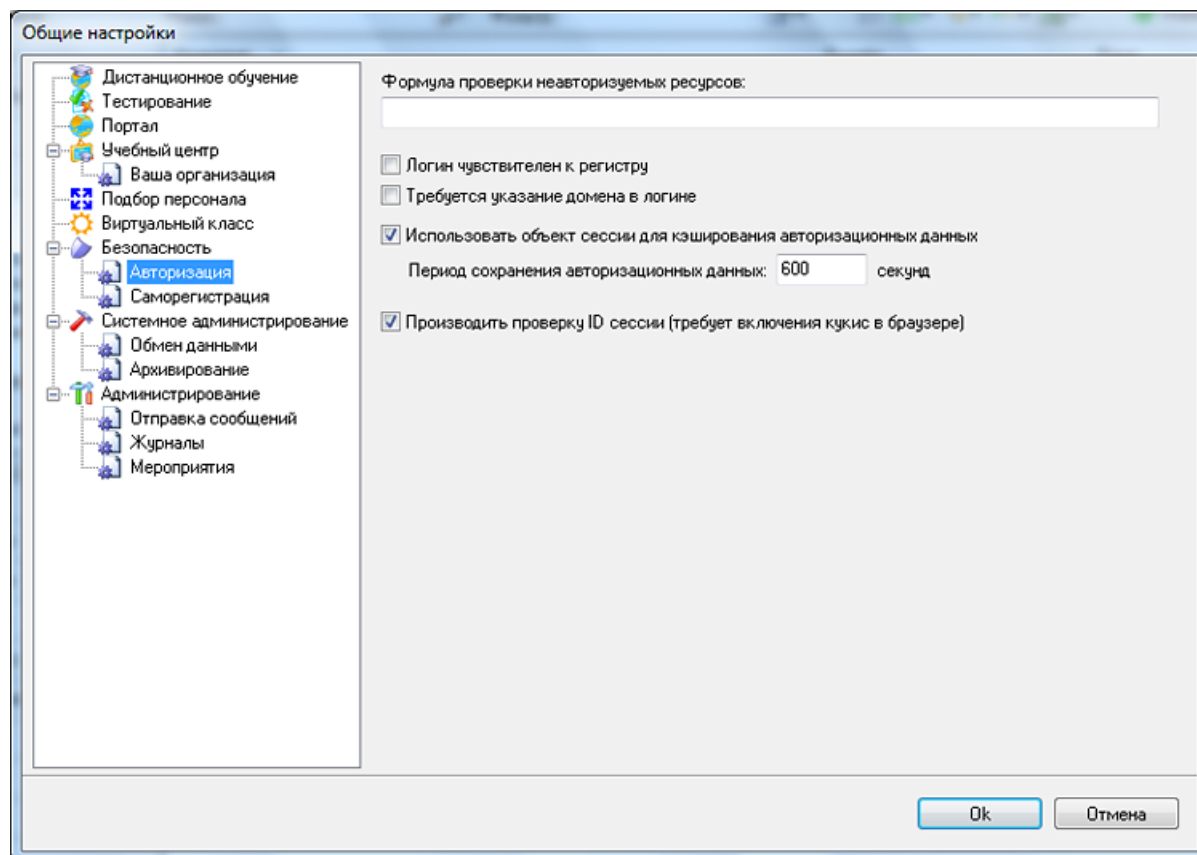 Общие настройки
Дистанционное обучение
Тестирование
Портал
Учебный центр
Ваша организация
Подбор персонала
Виртуальный класс
Безопасность
Авторизация
Саморегистрация
Системное администрирование
Обмен данными
Архивирование
Администрирование
Отправка сообщений
Журналы
Мероприятия
Формула проверки неавторизуемых ресурсов:
Логин чувствителен к регистру
Требуется указание домена в логине
Использовать объект сессии для кэширования авторизационных данных
Период сохранения авторизационных данных: 600 секунд
Производить проверку ID сессии (требует включения кукис в браузере)
Ok Отмена